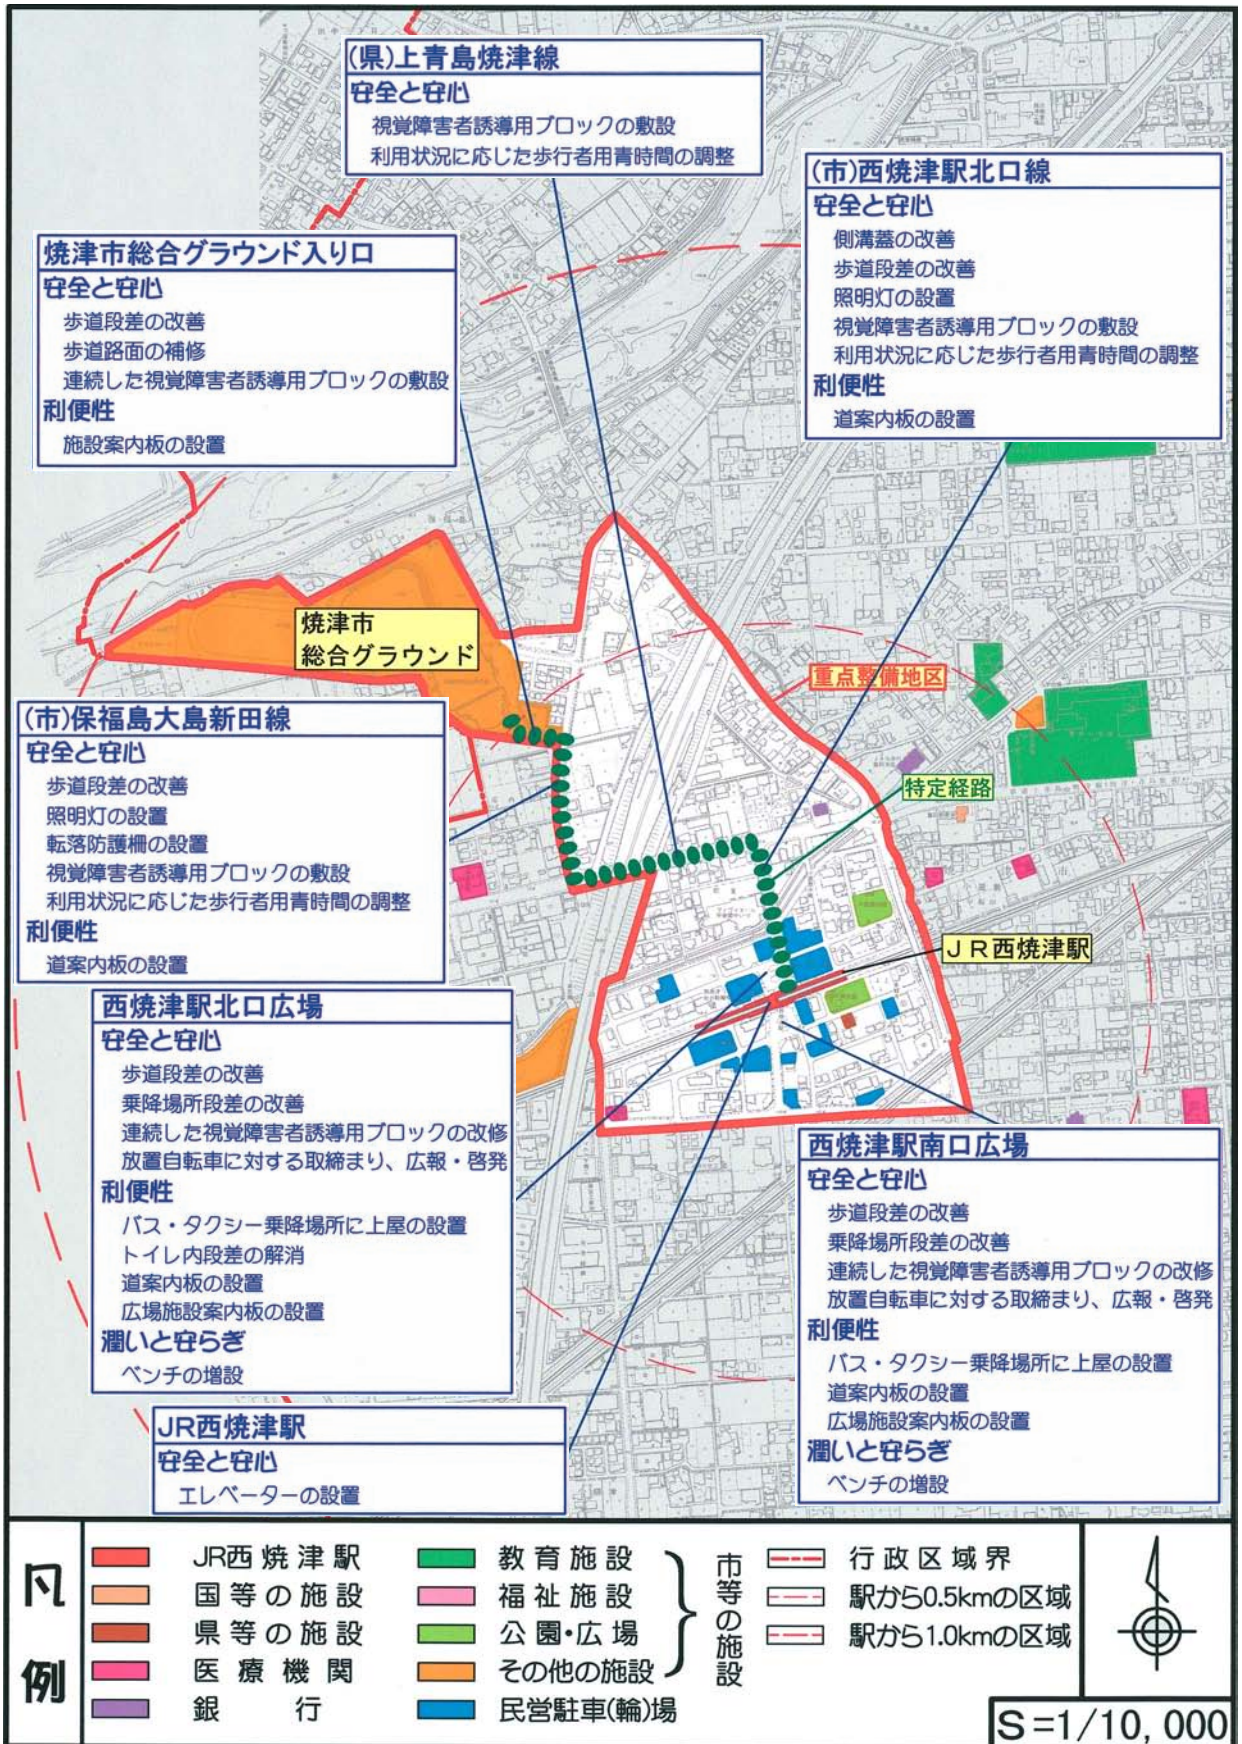 (県)上青島焼津線
安全と安心
視覚障害者誘導用ブロックの敷設
利用状況に応じた歩行者用青時間の調整
(市)西焼津駅北口線
安全と安心
側溝蓋の改善
歩道段差の改善
照明灯の設置
視覚障害者誘導用ブロックの敷設
利用状況に応じた歩行者用青時間の調整
利便性
道案内板の設置
焼津市総合グラウンド入り口
安全と安心
歩道段差の改善
歩道路面の補修
連続した視覚障害者誘導用ブロックの敷設
利便性
施設案内板の設置
焼津市
総合グラウンド
重点整備地区
特定経路
JR西焼津駅
(市)保福島大島新田線
安全と安心
歩道段差の改善
照明灯の設置
転落防護柵の設置
視覚障害者誘導用ブロックの敷設
利用状況に応じた歩行者用青時間の調整
利便性
道案内板の設置
西焼津駅北口広場
安全と安心
歩道段差の改善
乗降場所段差の改善
連続した視覚障害者誘導用ブロックの改修
放置自転車に対する取締まり、広報・啓発
利便性
バス・タクシー乗降場所に上屋の設置
トイレ内段差の解消
道案内板の設置
広場施設案内板の設置
潤いと安らぎ
ベンチの増設
西焼津駅南口広場
安全と安心
歩道段差の改善
乗降場所段差の改善
連続した視覚障害者誘導用ブロックの改修
放置自転車に対する取締まり、広報・啓発
利便性
バス・タクシー乗降場所に上屋の設置
道案内板の設置
広場施設案内板の設置
潤いと安らぎ
ベンチの増設
JR西焼津駅
安全と安心
エレベーターの設置
凡例
JR西焼津駅
国等の施設
県等の施設
医療機関
銀行
教育施設
福祉施設
公園・広場
その他の施設
民営駐車(輪)場
市等の施設
行政区域界
駅から0.5kmの区域
駅から1.0kmの区域
S=1/10,000